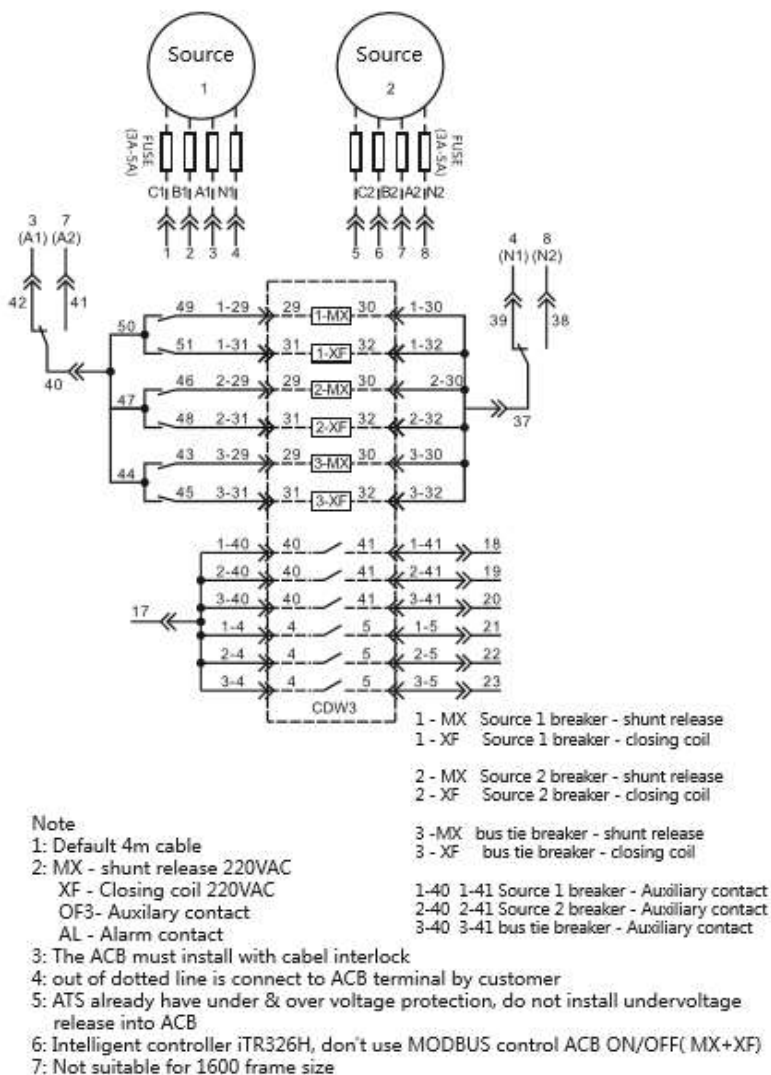 Source Source
1 2
FUSE (3A-5A) FUSE (3A-5A)
C1 B1 A1 N1 C2 B2 A2 N2
3 7 4 8
(A1) (A2) (N1) (N2)
1 2 3 4 5 6 7 8
42 41 39 38
50 49 1-29 29 1-MX 30 1-30
51 1-31 31 1-XF 32 1-32
40
46 2-29 29 2-MX 30 2-30
47
48 2-31 31 2-XF 32 2-32 37
43 3-29 29 3-MX 30 3-30
44
45 3-31 31 3-XF 32 3-32
1-40 40 41 1-41 18
2-40 40 41 2-41 19
3-40 40 41 3-41 20
17
1-4 4 5 1-5 21
2-4 4 5 2-5 22
3-4 4 5 3-5 23
CDW3
1 - MX Source 1 breaker - shunt release
1 - XF Source 1 breaker - closing coil
2 - MX Source 2 breaker - shunt release
2 - XF Source 2 breaker - closing coil
3 -MX bus tie breaker - shunt release
3 - XF bus tie breaker - closing coil
1-40 1-41 Source 1 breaker - Auxiliary contact
2-40 2-41 Source 2 breaker - Auxiliary contact
3-40 3-41 bus tie breaker - Auxiliary contact
Note
1: Default 4m cable
2: MX - shunt release 220VAC
XF - Closing coil 220VAC
OF3- Auxilary contact
AL - Alarm contact
3: The ACB must install with cabel interlock
4: out of dotted line is connect to ACB terminal by customer
5: ATS already have under & over voltage protection, do not install undervoltage
release into ACB
6: Intelligent controller iTR326H, don't use MODBUS control ACB ON/OFF( MX+XF)
7: Not suitable for 1600 frame size